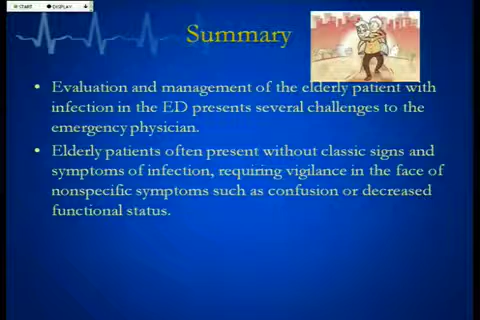 DISPLAY
Summary
• Evaluation and management of the elderly patient with
infection in the ED presents several challenges to the
emergency physician.
• Elderly patients often present without classic signs and
symptoms of infection, requiring vigilance in the face of
nonspecific symptoms such as confusion or decreased
functional status.